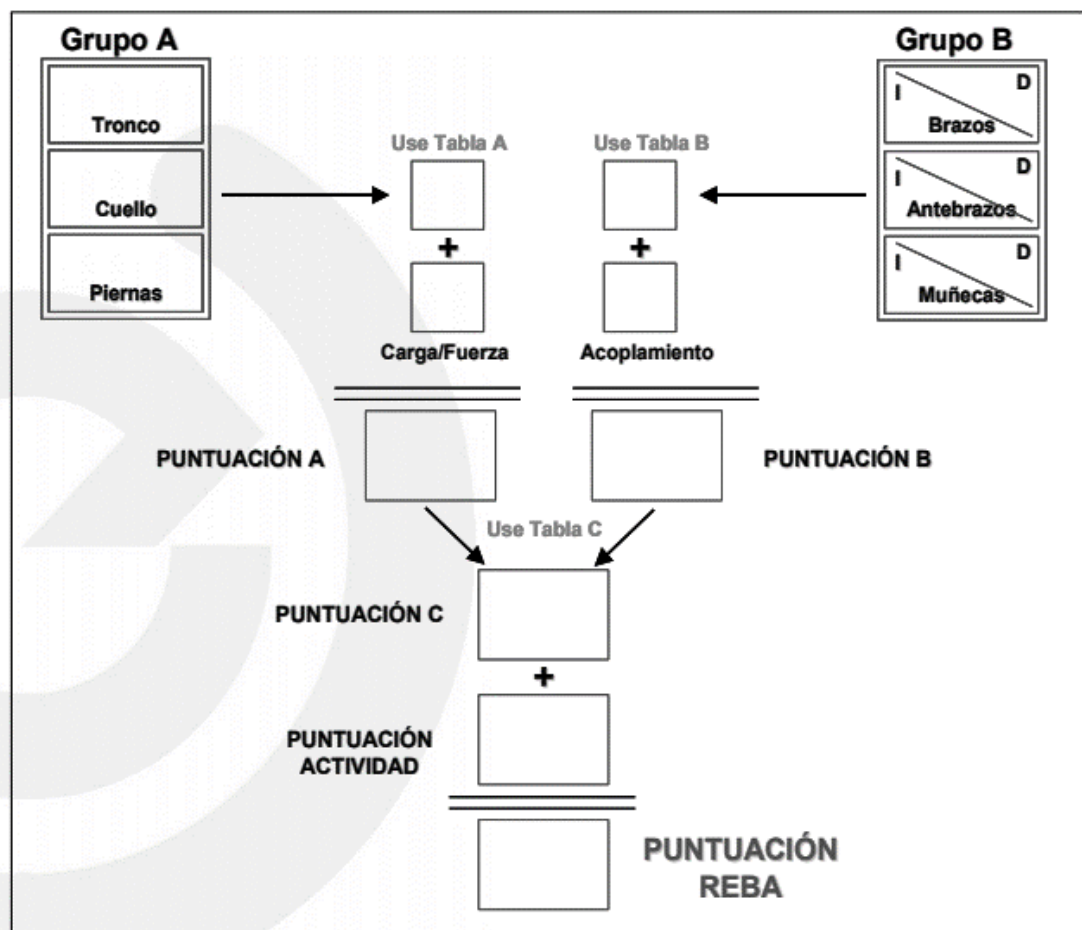 Grupo A
Tronco
Cuello
Piernas
Grupo B
I D
Brazos
I D
Antebrazos
I D
Muñecas
Use Tabla A
+
Carga/Fuerza
Use Tabla B
+
Acoplamiento
PUNTUACIÓN A
PUNTUACIÓN B
Use Tabla C
PUNTUACIÓN C
+
PUNTUACIÓN
ACTIVIDAD
PUNTUACIÓN
REBA